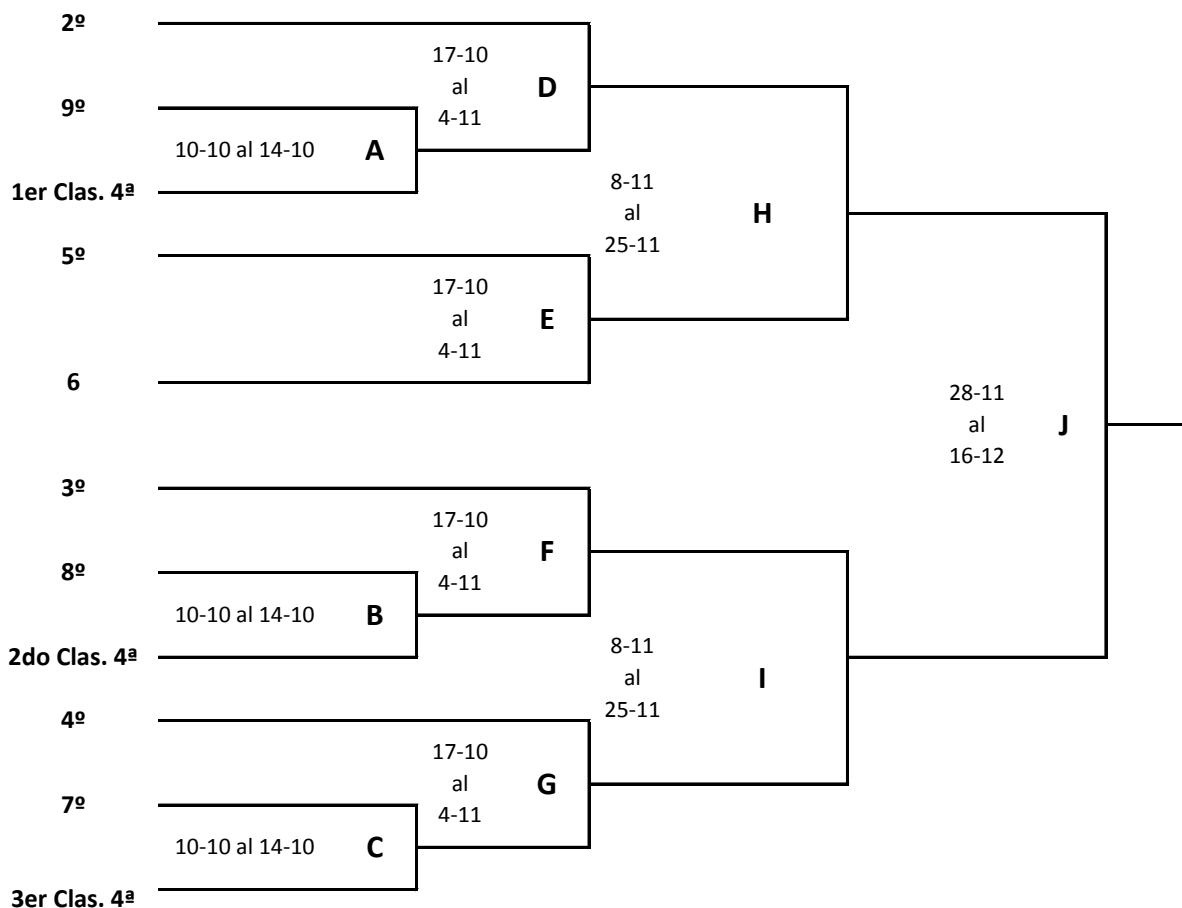 2º
17-10
al
4-11
D
9º
10-10 al 14-10
A
1er Clas. 4ª
8-11
al
25-11
H
5º
17-10
al
4-11
E
6
28-11
al
16-12
J
3º
17-10
al
4-11
F
8º
10-10 al 14-10
B
2do Clas. 4ª
8-11
al
25-11
I
4º
17-10
al
4-11
G
7º
10-10 al 14-10
C
3er Clas. 4ª